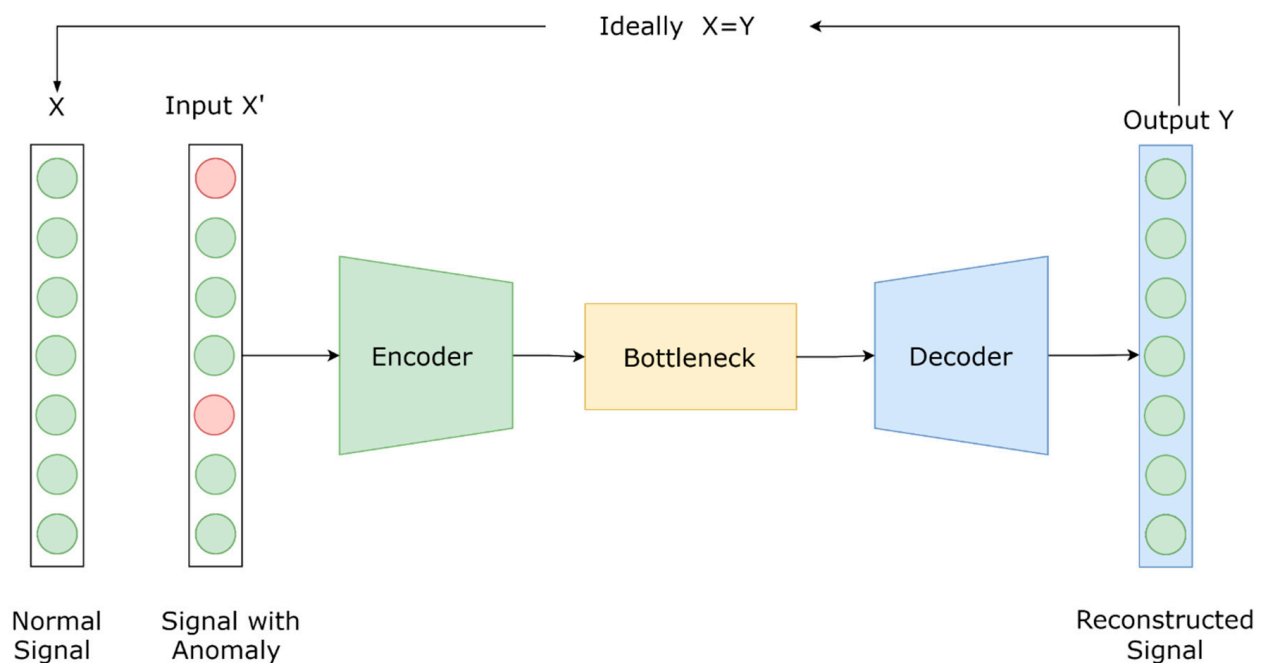 Ideally X=Y
X
Input X'
Output Y
Encoder
Bottleneck
Decoder
Normal
Signal
Signal with
Anomaly
Reconstructed
Signal